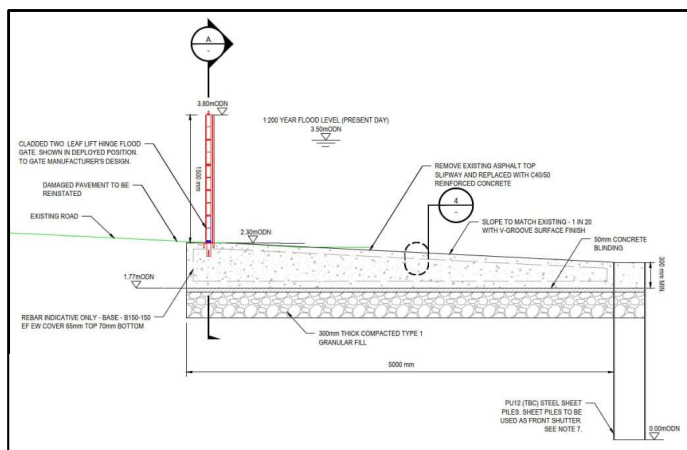 A
-
3.80mODN
1:200 YEAR FLOOD LEVEL (PRESENT DAY)
3.50mODN
CLADDED TWO LEAF LIFT HINGE FLOOD
GATE. SHOWN IN DEPLOYED POSITION.
TO GATE MANUFACTURER'S DESIGN.
1550 mm
REMOVE EXISTING ASPHALT TOP
SLIPWAY AND REPLACED WITH C40/50
REINFORCED CONCRETE
DAMAGED PAVEMENT TO BE
REINSTATED
4
-
EXISTING ROAD
2.30mODN
SLOPE TO MATCH EXISTING - 1 IN 20
WITH V-GROOVE SURFACE FINISH
50mm CONCRETE
BLINDING
1.77mODN
300 mm MIN.
REBAR INDICATIVE ONLY - BASE - B150-150
EF EW COVER 65mm TOP 70mm BOTTOM
300mm THICK COMPACTED TYPE 1
GRANULAR FILL
5000 mm
PU12 (TBC) STEEL SHEET
PILES. SHEET PILES TO BE
USED AS FRONT SHUTTER.
SEE NOTE 7.
0.00mODN